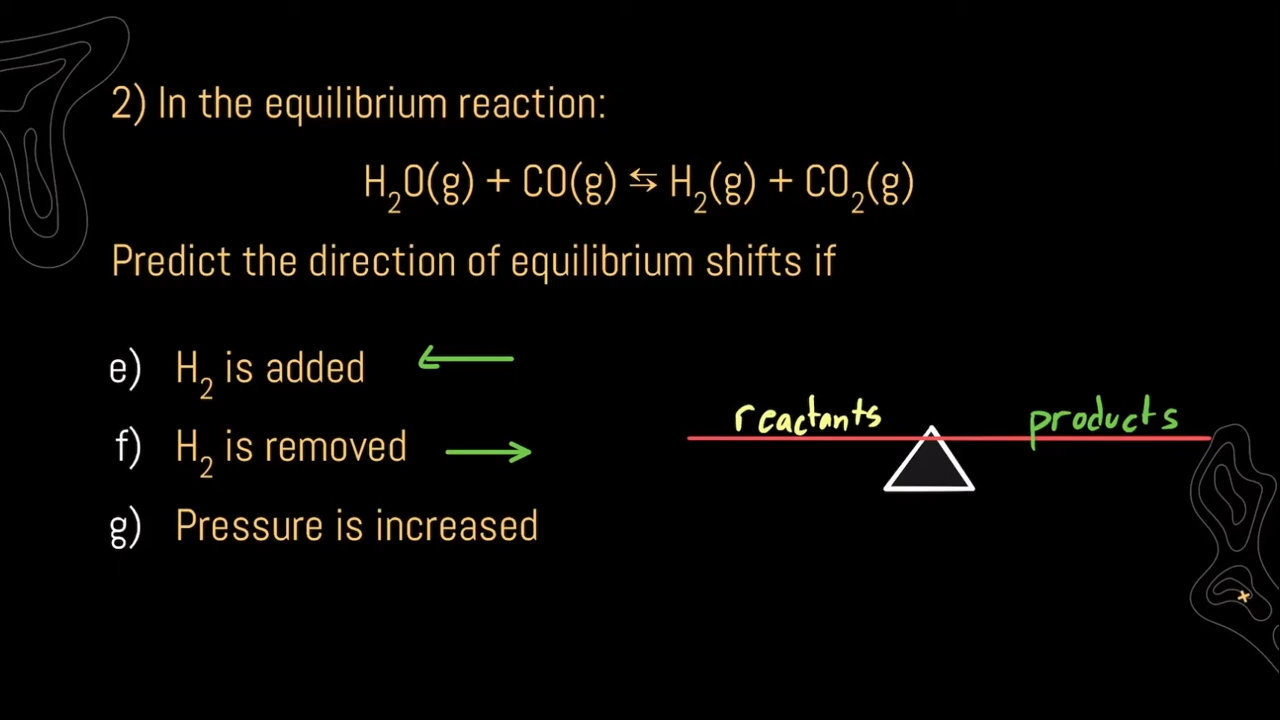 2) In the equilibrium reaction:
H₂O(g) + CO(g) ⇆ H₂(g) + CO₂(g)
Predict the direction of equilibrium shifts if
e) H₂ is added ←
f) H₂ is removed →
g) Pressure is increased
reactants products